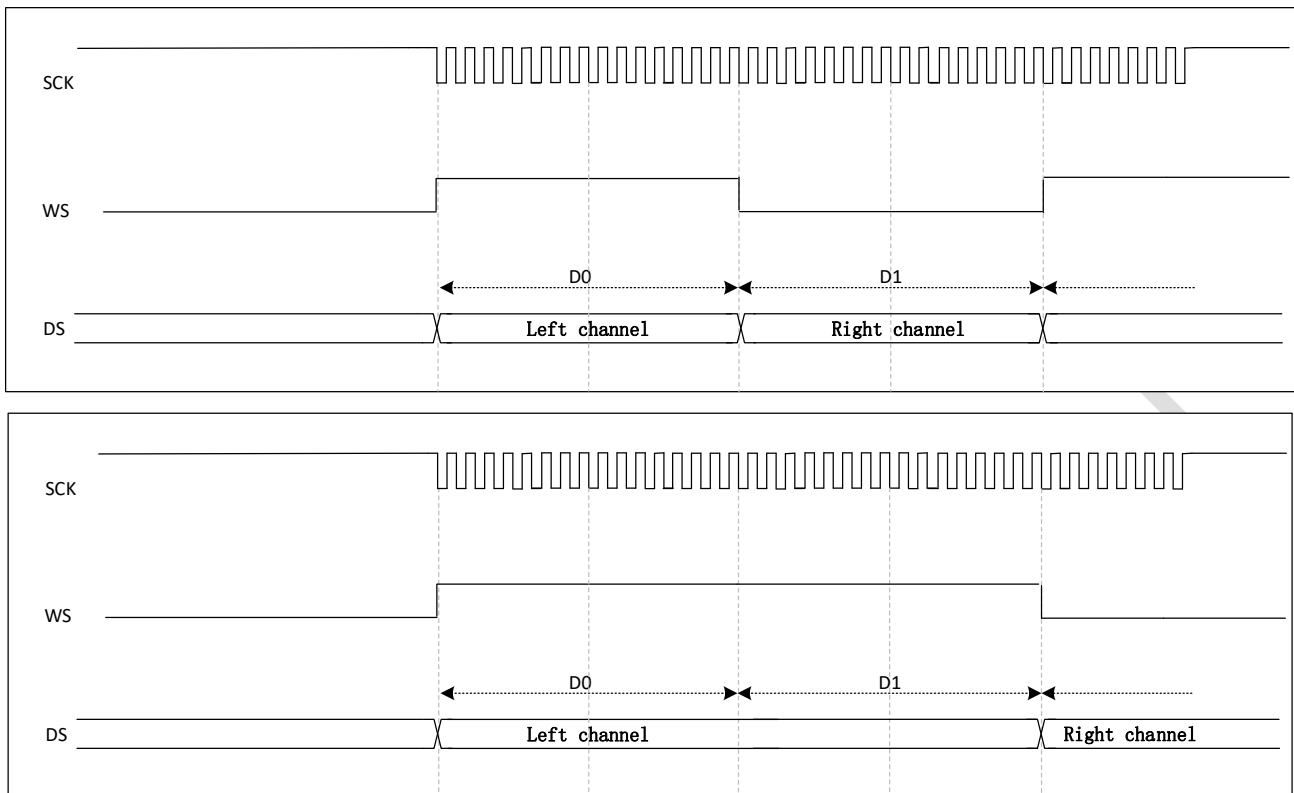 SCK
WS
D0 D1
DS Left channel Right channel
SCK
WS
D0 D1
DS Left channel Right channel